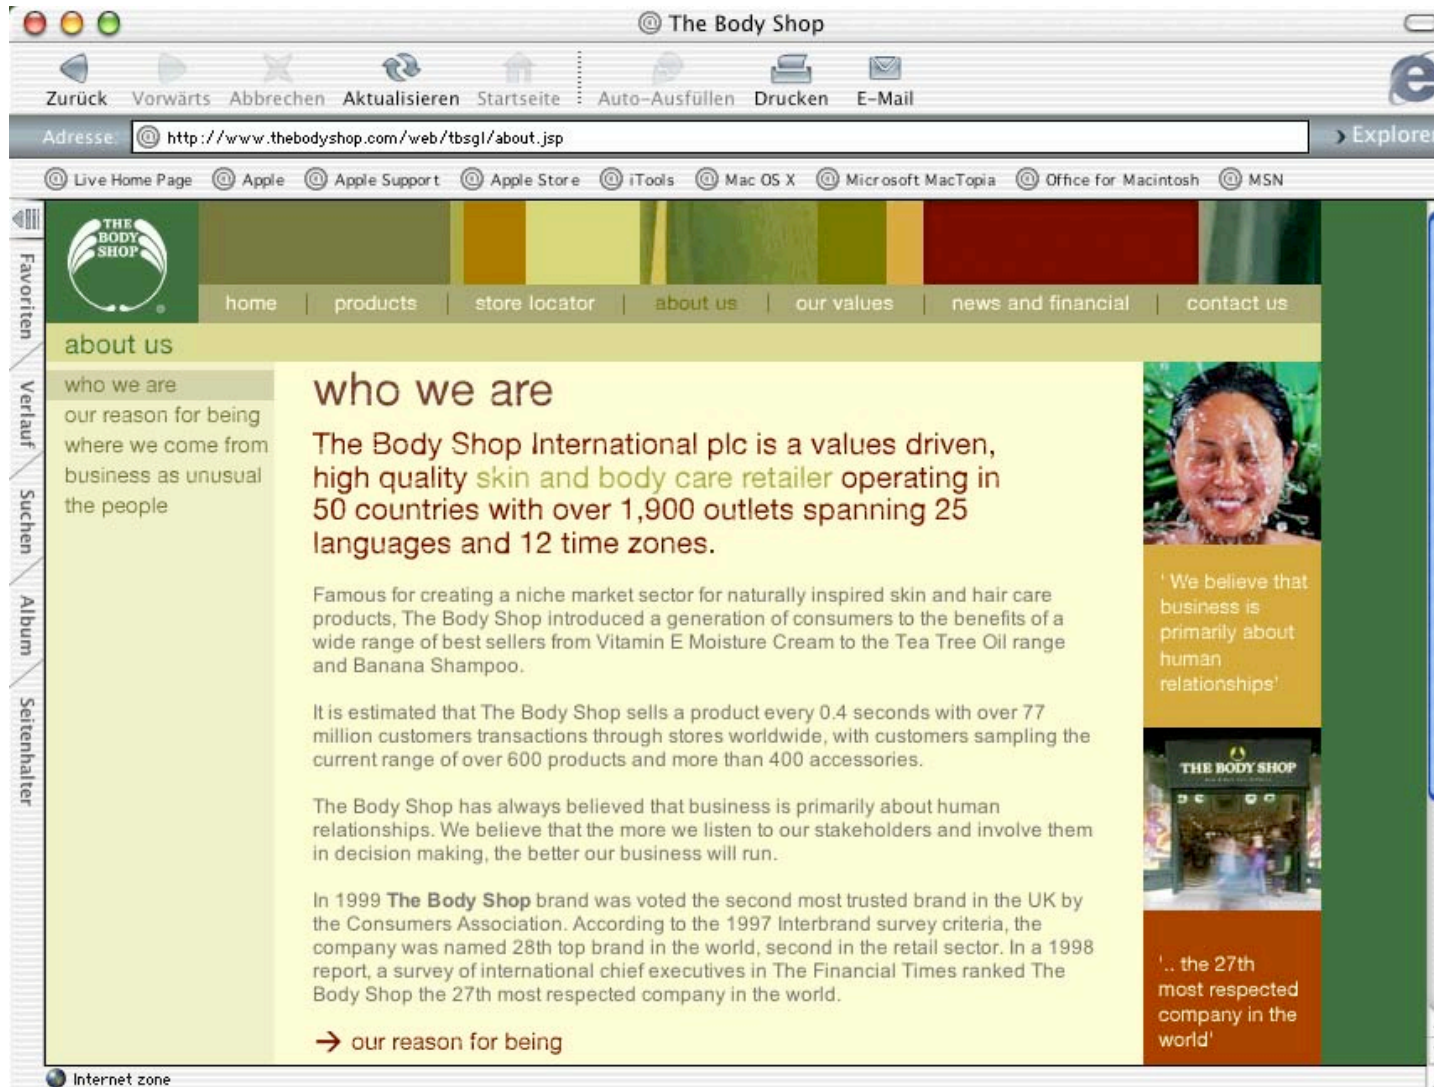 The Body Shop
Zurück Vorwärts Abbrechen Aktualisieren Startseite Auto-Ausfüllen Drucken E-Mail
Adresse: http://www.thebodyshop.com/web/tbsgl/about.jsp
Live Home Page Apple Apple Support Apple Store iTools Mac OS X Microsoft MacTopia Office for Macintosh MSN
Favoriten
Verlauf
Suchen
Album
Seitenhalter
THE
BODY
SHOP
home | products | store locator | about us | our values | news and financial | contact us
about us
who we are
our reason for being
where we come from
business as unusual
the people
who we are
The Body Shop International plc is a values driven,
high quality skin and body care retailer operating in
50 countries with over 1,900 outlets spanning 25
languages and 12 time zones.
Famous for creating a niche market sector for naturally inspired skin and hair care
products, The Body Shop introduced a generation of consumers to the benefits of a
wide range of best sellers from Vitamin E Moisture Cream to the Tea Tree Oil range
and Banana Shampoo.
It is estimated that The Body Shop sells a product every 0.4 seconds with over 77
million customers transactions through stores worldwide, with customers sampling the
current range of over 600 products and more than 400 accessories.
The Body Shop has always believed that business is primarily about human
relationships. We believe that the more we listen to our stakeholders and involve them
in decision making, the better our business will run.
In 1999 The Body Shop brand was voted the second most trusted brand in the UK by
the Consumers Association. According to the 1997 Interbrand survey criteria, the
company was named 28th top brand in the world, second in the retail sector. In a 1998
report, a survey of international chief executives in The Financial Times ranked The
Body Shop the 27th most respected company in the world.
→ our reason for being
' We believe that
business is
primarily about
human
relationships'
THE BODY SHOP
'.. the 27th
most respected
company in the
world'
Internet zone